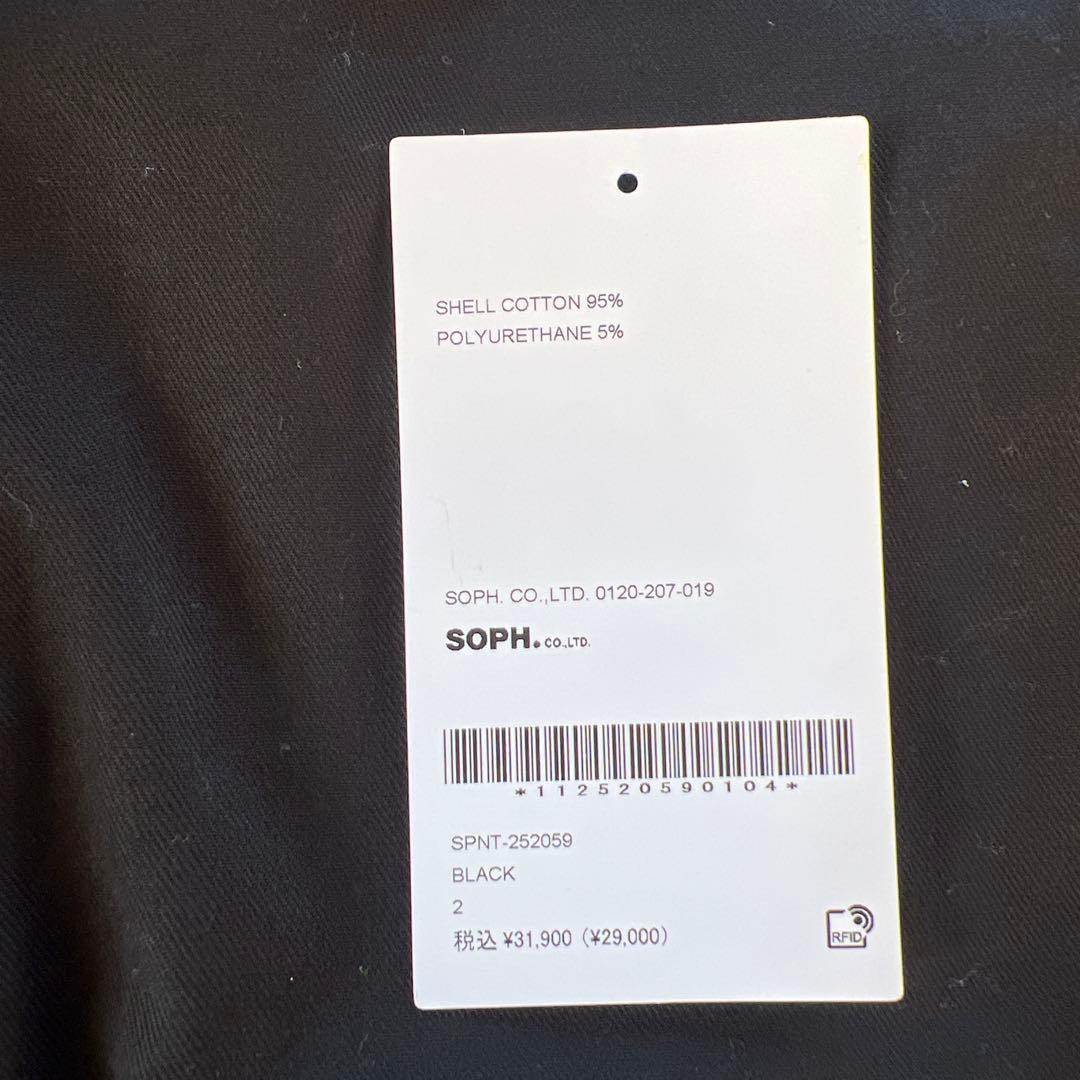 SHELL COTTON 95%
POLYURETHANE 5%
SOPH. CO.,LTD. 0120-207-019
SOPH. CO.,LTD.
*112520590104*
SPNT-252059
BLACK
2
税込 ¥31,900 (¥29,000)
RFID